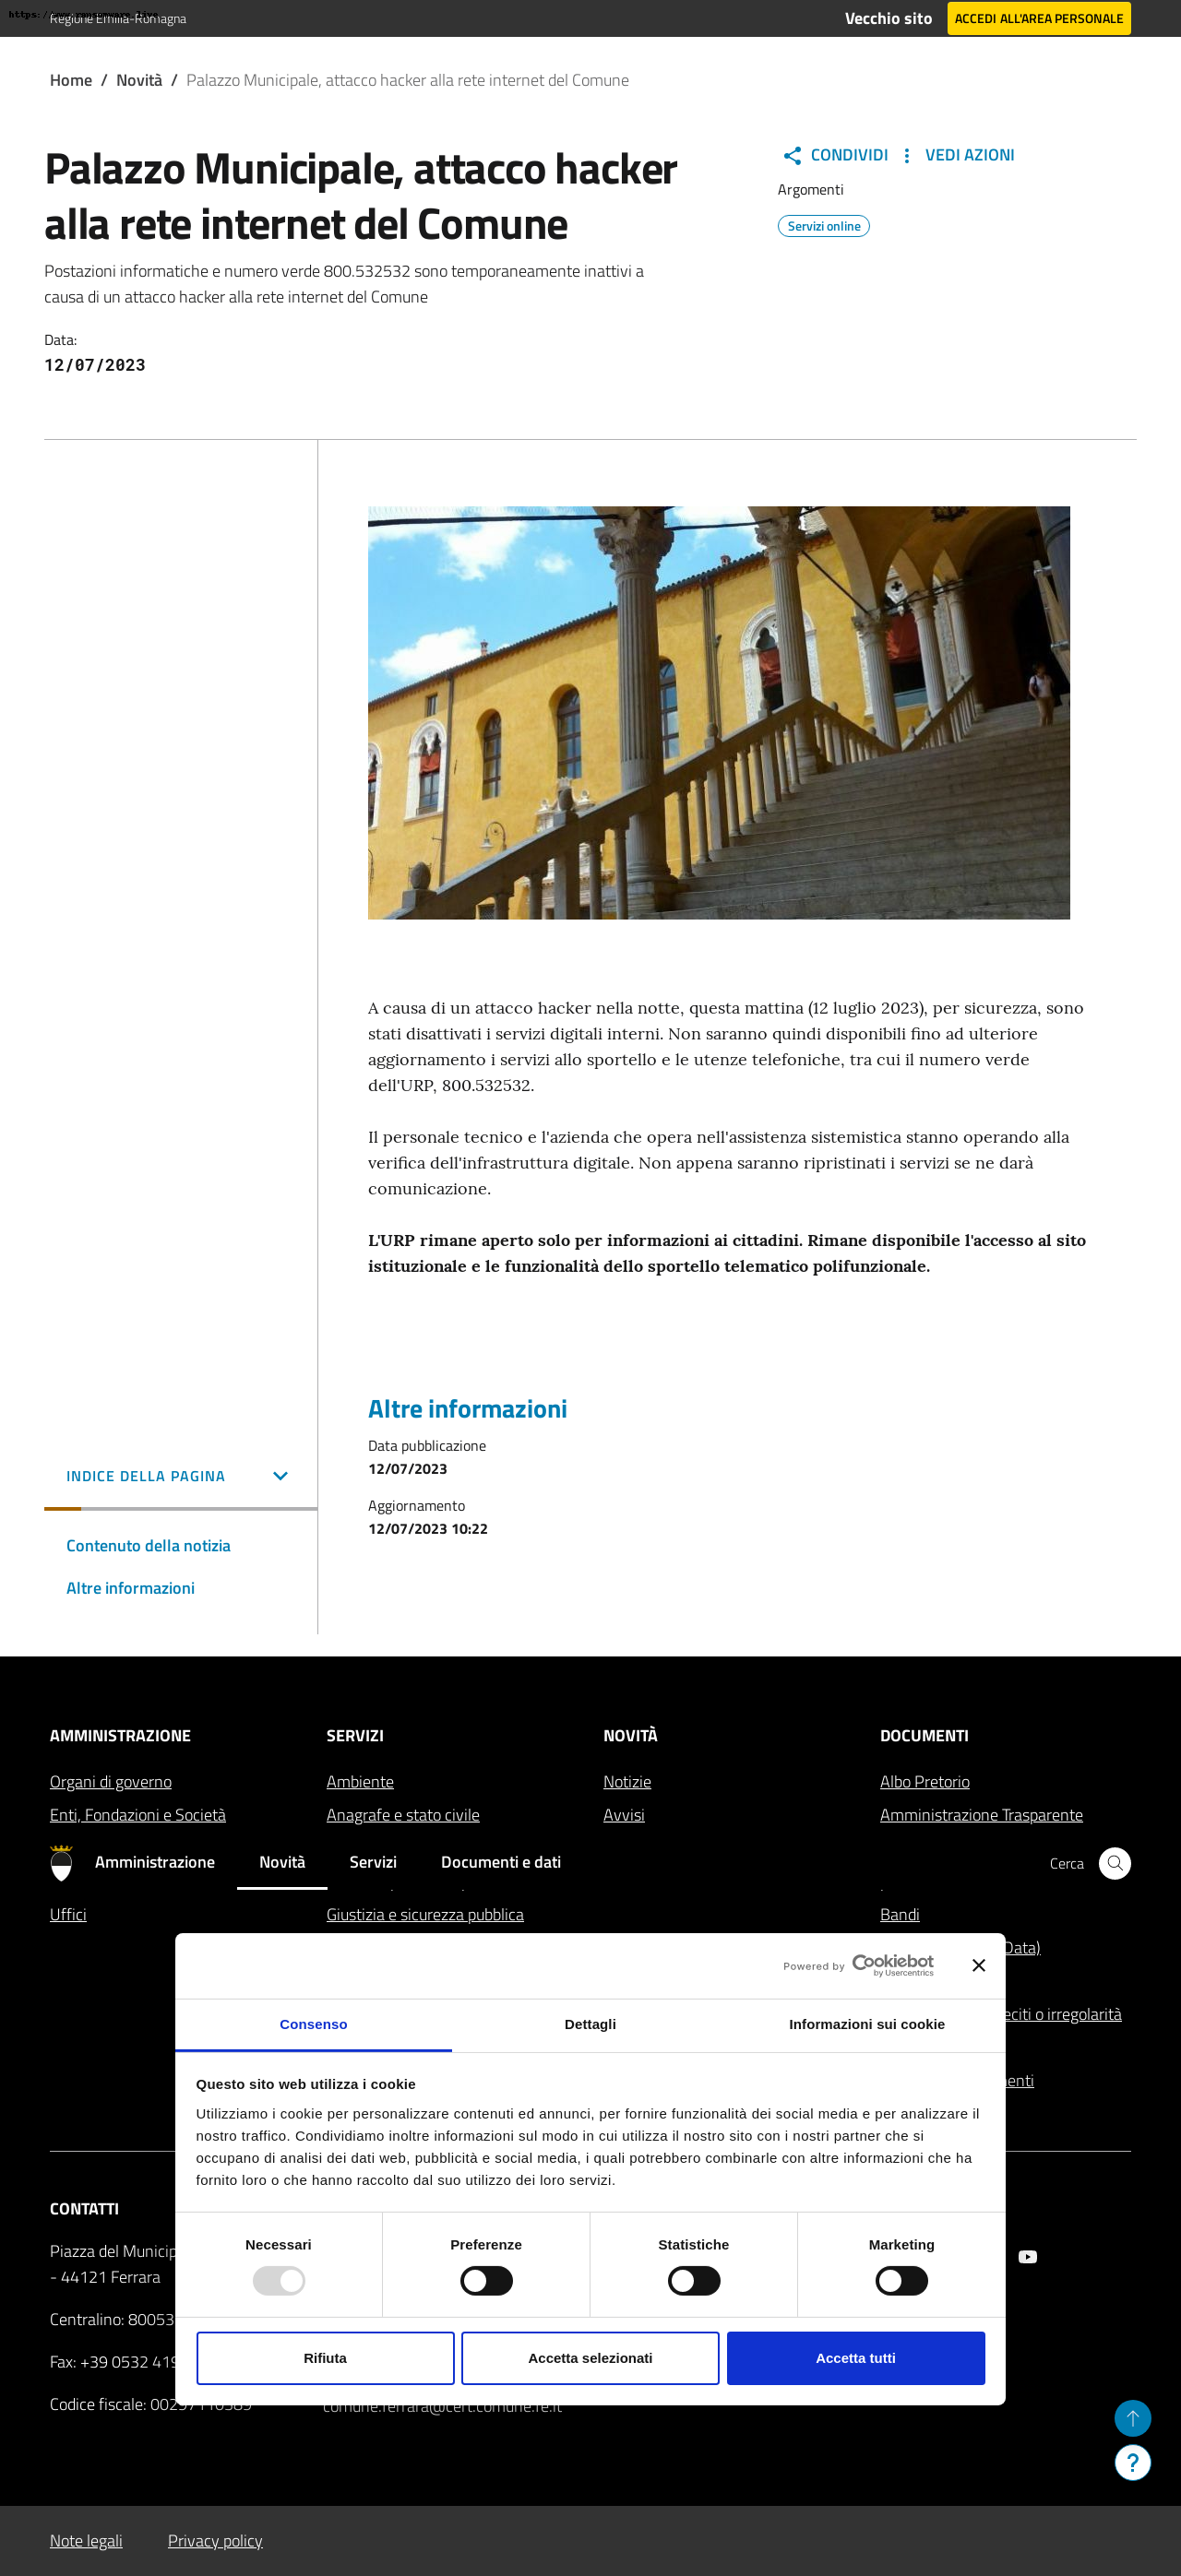 Regione Emilia-Romagna
Vecchio sito
ACCEDI ALL'AREA PERSONALE
Home / Novità / Palazzo Municipale, attacco hacker alla rete internet del Comune
Palazzo Municipale, attacco hacker
alla rete internet del Comune
CONDIVIDI
VEDI AZIONI
Argomenti
Servizi online
Postazioni informatiche e numero verde 800.532532 sono temporaneamente inattivi a
causa di un attacco hacker alla rete internet del Comune
Data:
12/07/2023
A causa di un attacco hacker nella notte, questa mattina (12 luglio 2023), per sicurezza, sono
stati disattivati i servizi digitali interni. Non saranno quindi disponibili fino ad ulteriore
aggiornamento i servizi allo sportello e le utenze telefoniche, tra cui il numero verde
dell'URP, 800.532532.
Il personale tecnico e l'azienda che opera nell'assistenza sistemistica stanno operando alla
verifica dell'infrastruttura digitale. Non appena saranno ripristinati i servizi se ne darà
comunicazione.
L'URP rimane aperto solo per informazioni ai cittadini. Rimane disponibile l'accesso al sito
istituzionale e le funzionalità dello sportello telematico polifunzionale.
Altre informazioni
Data pubblicazione
12/07/2023
Aggiornamento
12/07/2023 10:22
INDICE DELLA PAGINA
Contenuto della notizia
Altre informazioni
AMMINISTRAZIONE
SERVIZI
NOVITÀ
DOCUMENTI
Organi di governo
Ambiente
Notizie
Albo Pretorio
Enti, Fondazioni e Società
Anagrafe e stato civile
Avvisi
Amministrazione Trasparente
Amministrazione
Novità
Servizi
Documenti e dati
Cerca
Uffici
Giustizia e sicurezza pubblica
Bandi
Data)
Powered by Cookiebot
by Usercentrics
Consenso
Dettagli
Informazioni sui cookie
eciti o irregolarità
enti
Questo sito web utilizza i cookie
Utilizziamo i cookie per personalizzare contenuti ed annunci, per fornire funzionalità dei social media e per analizzare il
nostro traffico. Condividiamo inoltre informazioni sul modo in cui utilizza il nostro sito con i nostri partner che si
occupano di analisi dei dati web, pubblicità e social media, i quali potrebbero combinarle con altre informazioni che ha
fornito loro o che hanno raccolto dal suo utilizzo dei loro servizi.
Necessari
Preferenze
Statistiche
Marketing
Rifiuta
Accetta selezionati
Accetta tutti
CONTATTI
Piazza del Municip
- 44121 Ferrara
Centralino: 80053
Fax: +39 0532 419
Codice fiscale: 00297110389
comune.ferrara@cert.comune.fe.it
?
Note legali
Privacy policy